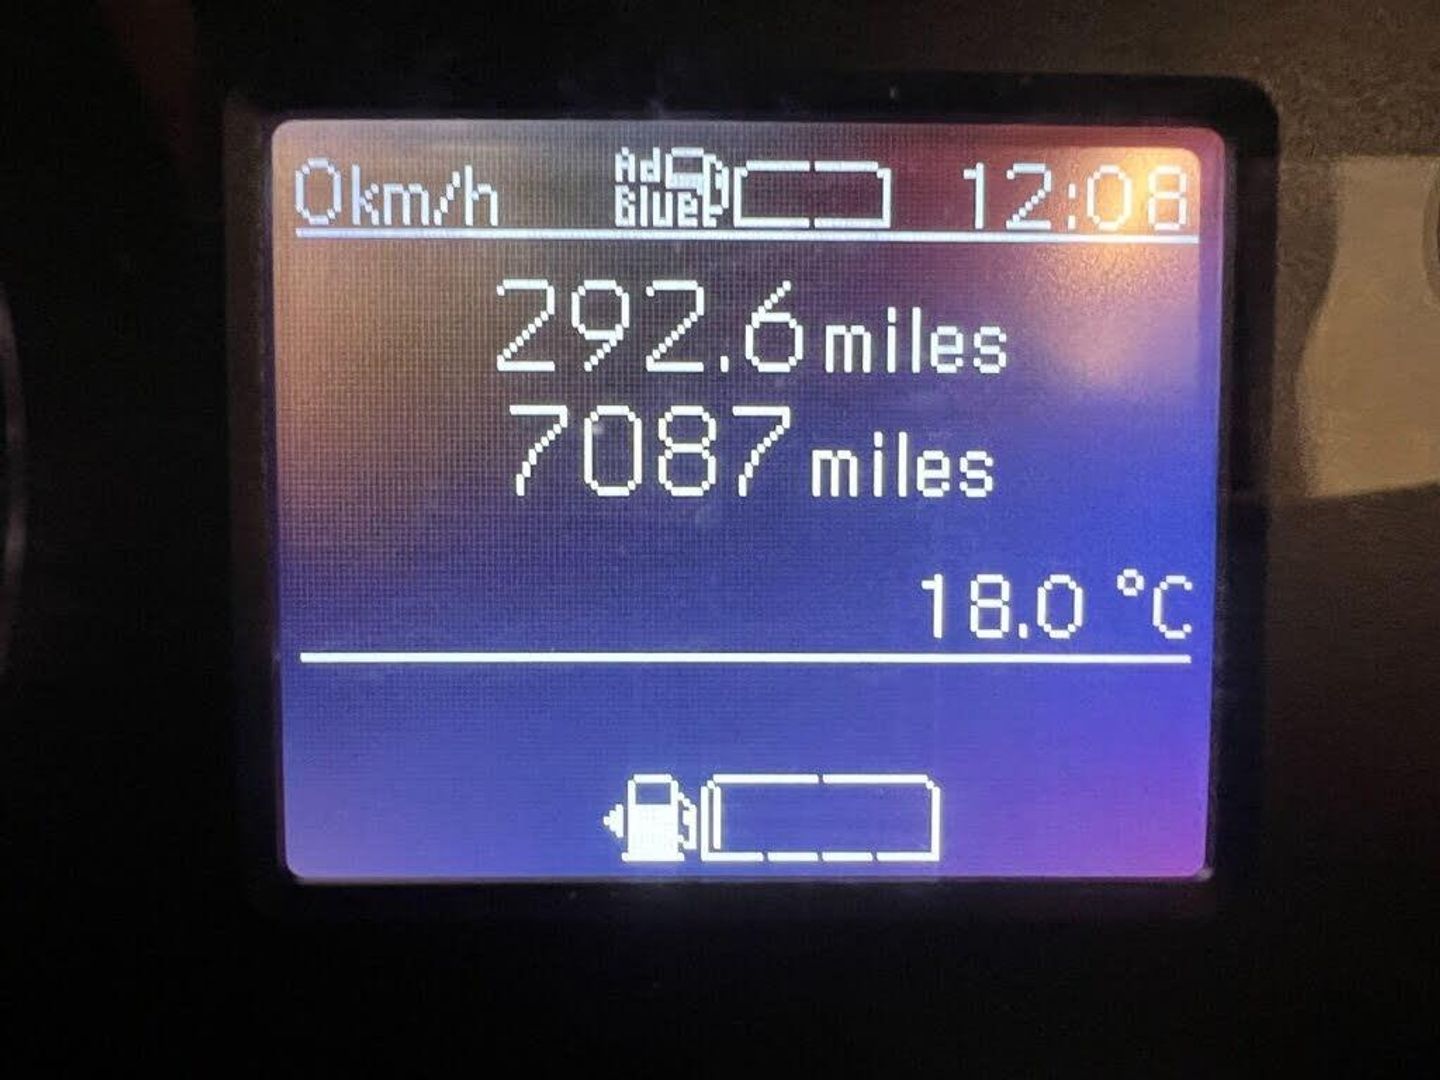 0km/h Ad Blue 12:08
292.6 miles
7087 miles
18.0 °C